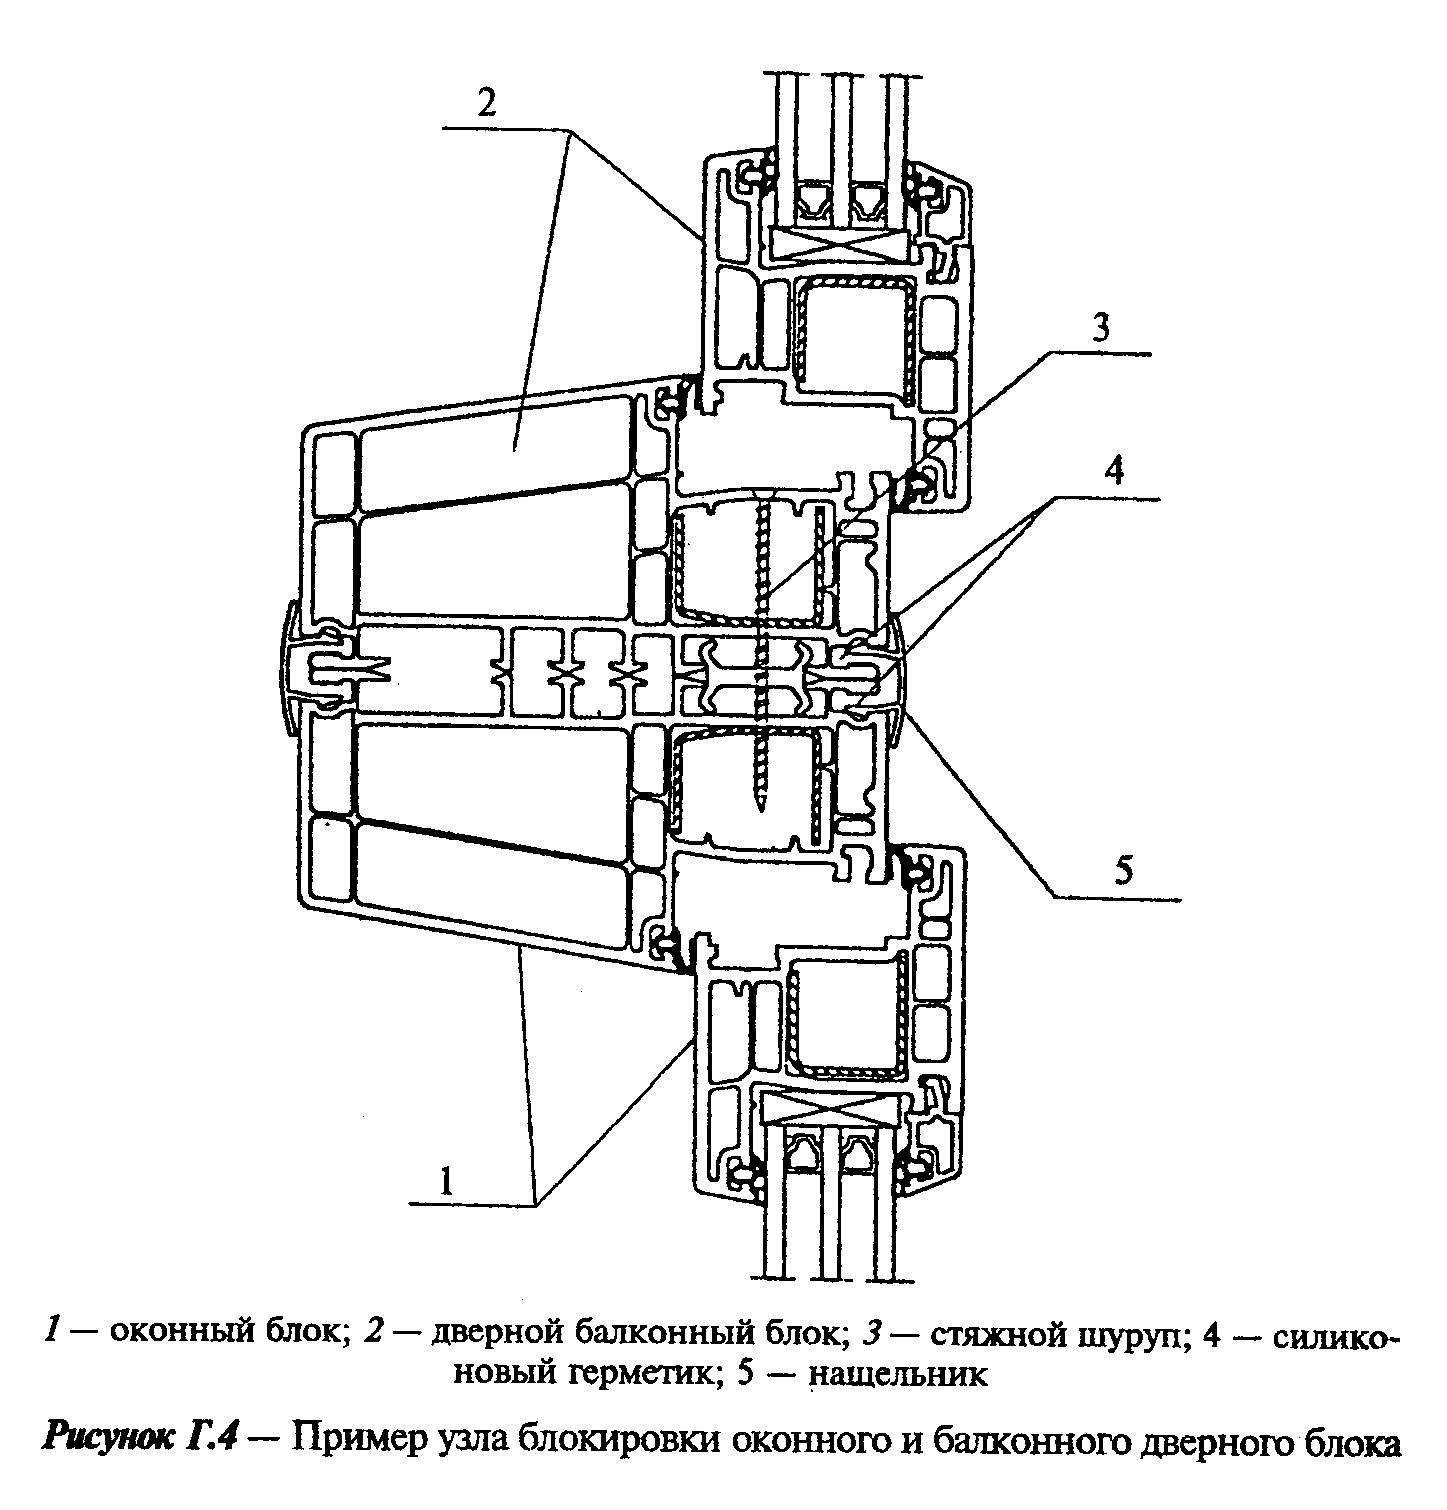 2
3
4
5
1
1 — оконный блок; 2 — дверной балконный блок; 3 — стяжной шуруп; 4 — силико-
новый герметик; 5 — нащельник
Рисунок Г.4 — Пример узла блокировки оконного и балконного дверного блока